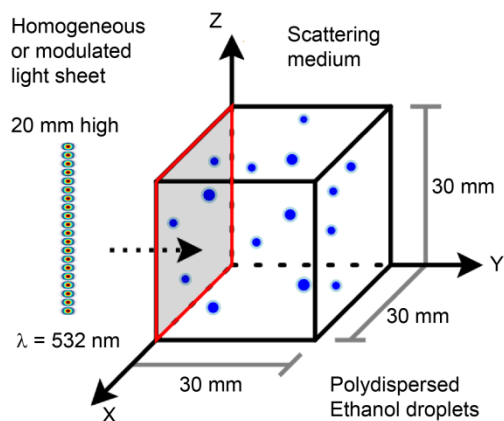 Homogeneous
or modulated
light sheet
20 mm high
λ = 532 nm
Z
Scattering
medium
30 mm
Y
30 mm
30 mm
X
Polydispersed
Ethanol droplets